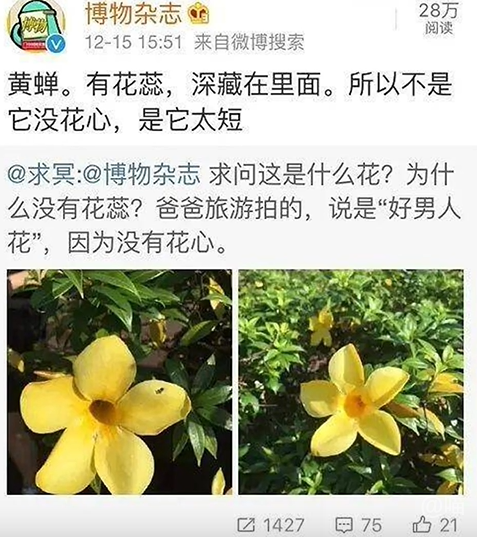 博物
博物杂志
28万
阅读
12-15 15:51 来自微博搜索
黄蝉。有花蕊，深藏在里面。所以不是
它没花心，是它太短
@求冥:@博物杂志 求问这是什么花？为什
么没有花蕊？爸爸旅游拍的，说是“好男人
花”，因为没有花心。
1427
75
21